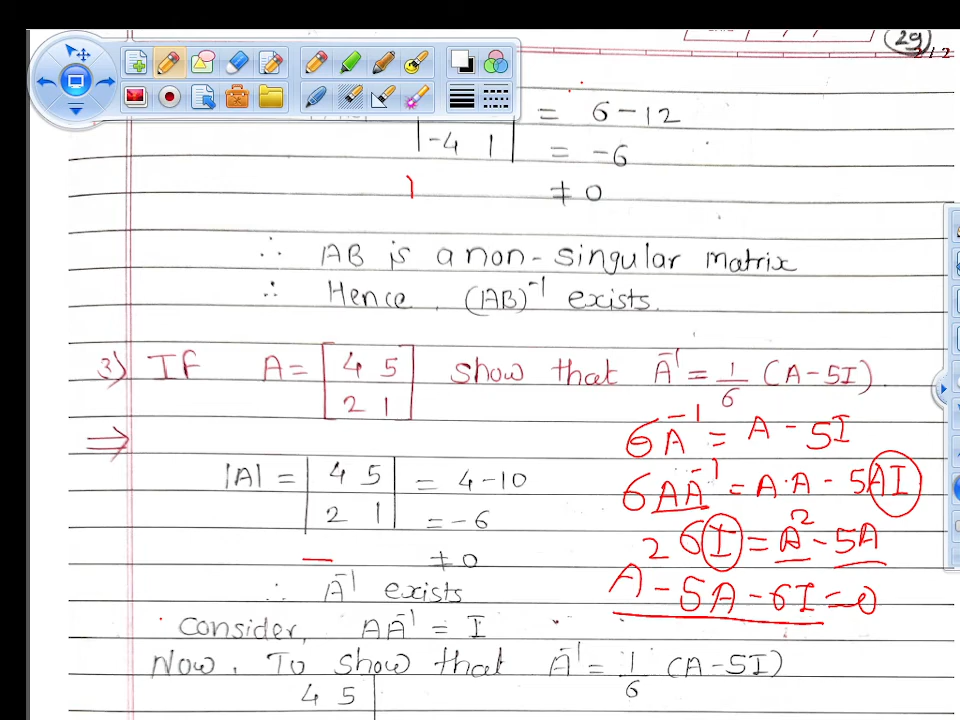 29
2/12
= 6-12
|-4 1| = -6
≠ 0
∴ AB is a non-singular matrix
∴ Hence, (AB)⁻¹ exists.
3) If A = [4 5 show that A⁻¹ = 1/6 (A-5I).
2 1]
⇒
6A⁻¹ = A - 5I
|A| = |4 5| = 4-10
6AA⁻¹ = A·A - 5AI
2 1 = -6
6I = A² - 5A
≠ 0
A² - 5A - 6I = 0
∴ A⁻¹ exists
Consider, AA⁻¹ = I
Now, To show that A⁻¹ = 1/6 (A-5I)
4 5